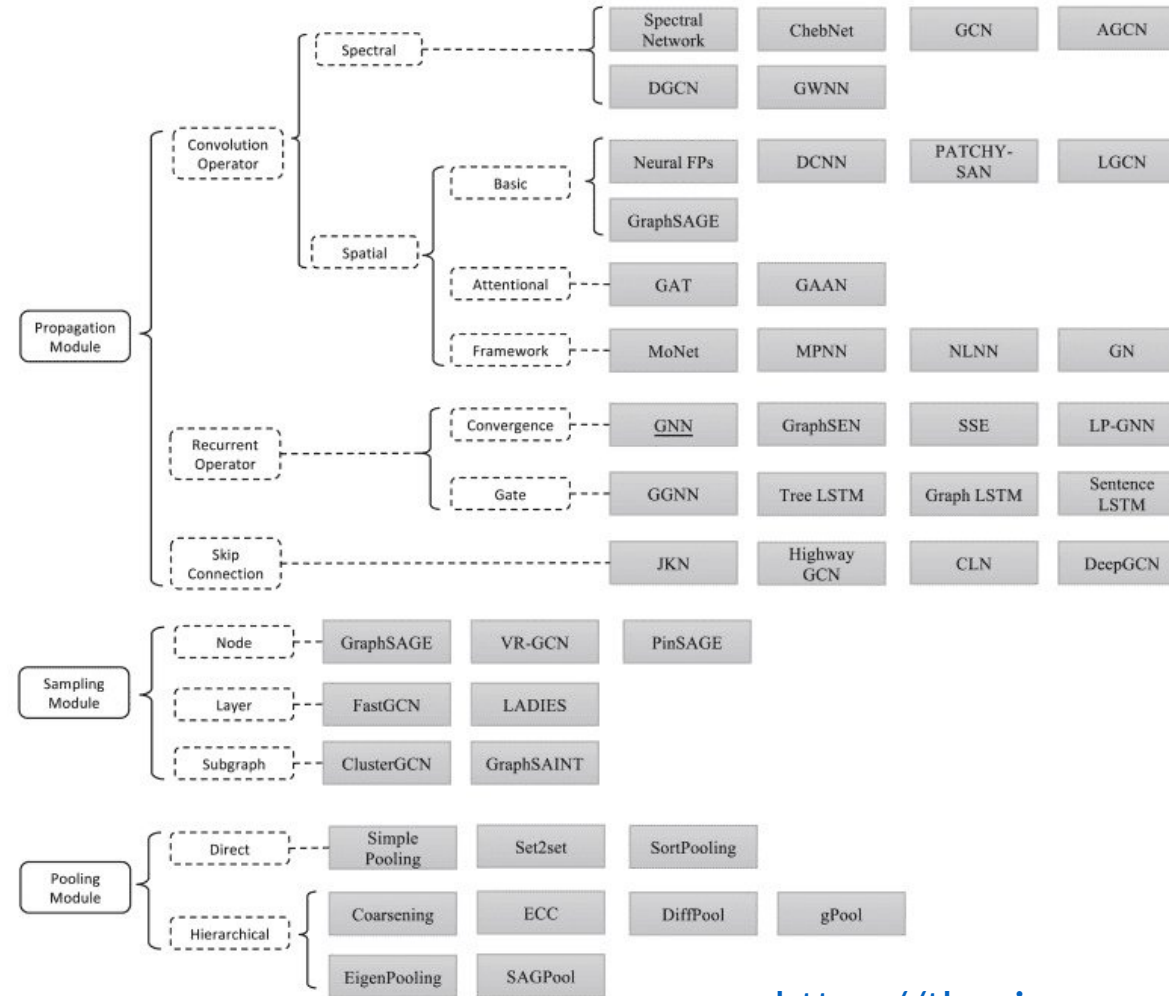 Spectral
Network
ChebNet
GCN
AGCN
Spectral
DGCN
GWNN
Convolution
Operator
Neural FPs
DCNN
PATCHY-
SAN
LGCN
Basic
GraphSAGE
Spatial
Attentional
GAT
GAAN
Propagation
Module
Framework
MoNet
MPNN
NLNN
GN
Convergence
GNN
GraphSEN
SSE
LP-GNN
Recurrent
Operator
Gate
GGNN
Tree LSTM
Graph LSTM
Sentence
LSTM
Skip
Connection
JKN
Highway
GCN
CLN
DeepGCN
Node
GraphSAGE
VR-GCN
PinSAGE
Sampling
Module
Layer
FastGCN
LADIES
Subgraph
ClusterGCN
GraphSAINT
Direct
Simple
Pooling
Set2set
SortPooling
Pooling
Module
Coarsening
ECC
DiffPool
gPool
Hierarchical
EigenPooling
SAGPool